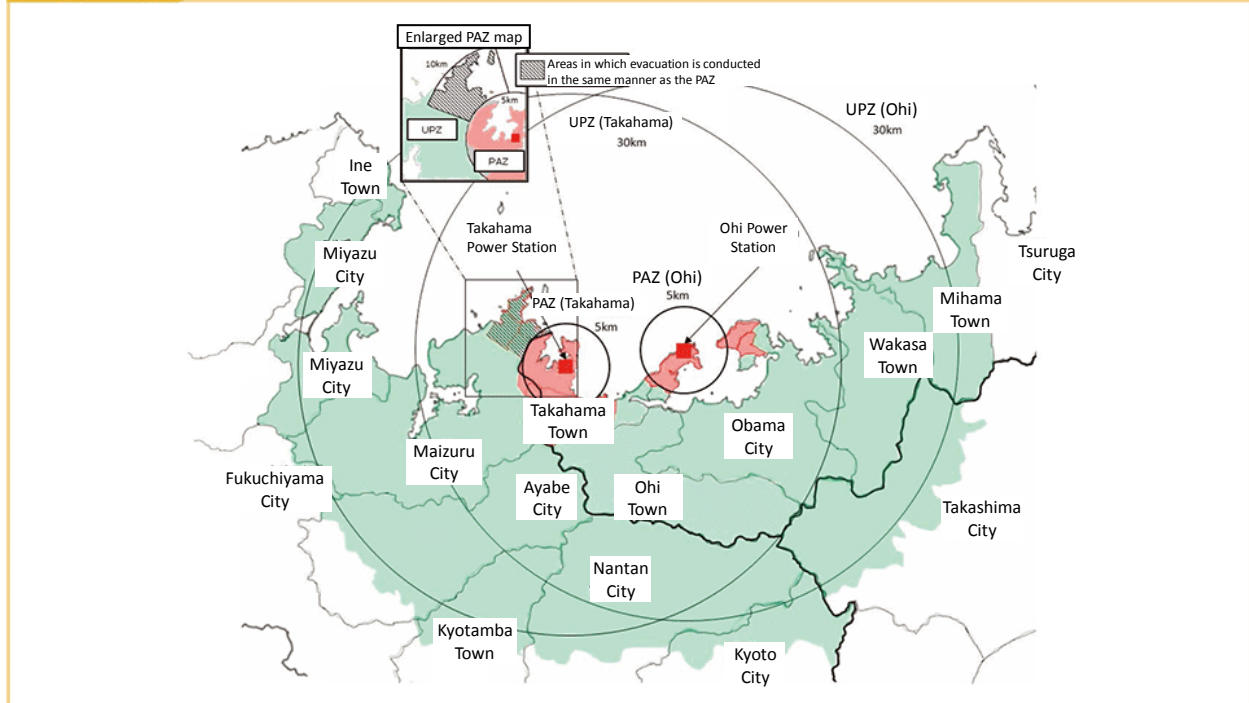 Enlarged PAZ map
10km
5km
UPZ
PAZ
Areas in which evacuation is conducted
in the same manner as the PAZ
UPZ (Takahama)
30km
UPZ (Ohi)
30km
Ine
Town
Takahama
Power Station
Ohi Power
Station
Miyazu
City
Tsuruga
City
PAZ (Takahama)
5km
PAZ (Ohi)
5km
Mihama
Town
Wakasa
Town
Miyazu
City
Takahama
Town
Obama
City
Maizuru
City
Fukuchiyama
City
Ayabe
City
Ohi
Town
Takashima
City
Nantan
City
Kyotamba
Town
Kyoto
City